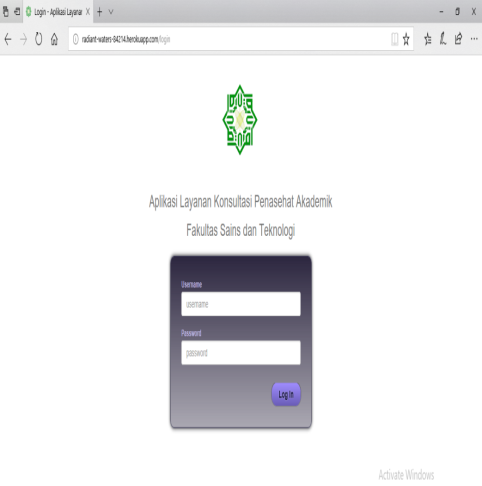 Login - Aplikasi Layanar
radiant-waters-84214.herokuapp.com/login
Aplikasi Layanan Konsultasi Penasehat Akademik
Fakultas Sains dan Teknologi
Username
username
Password
password
Log In
Activate Windows